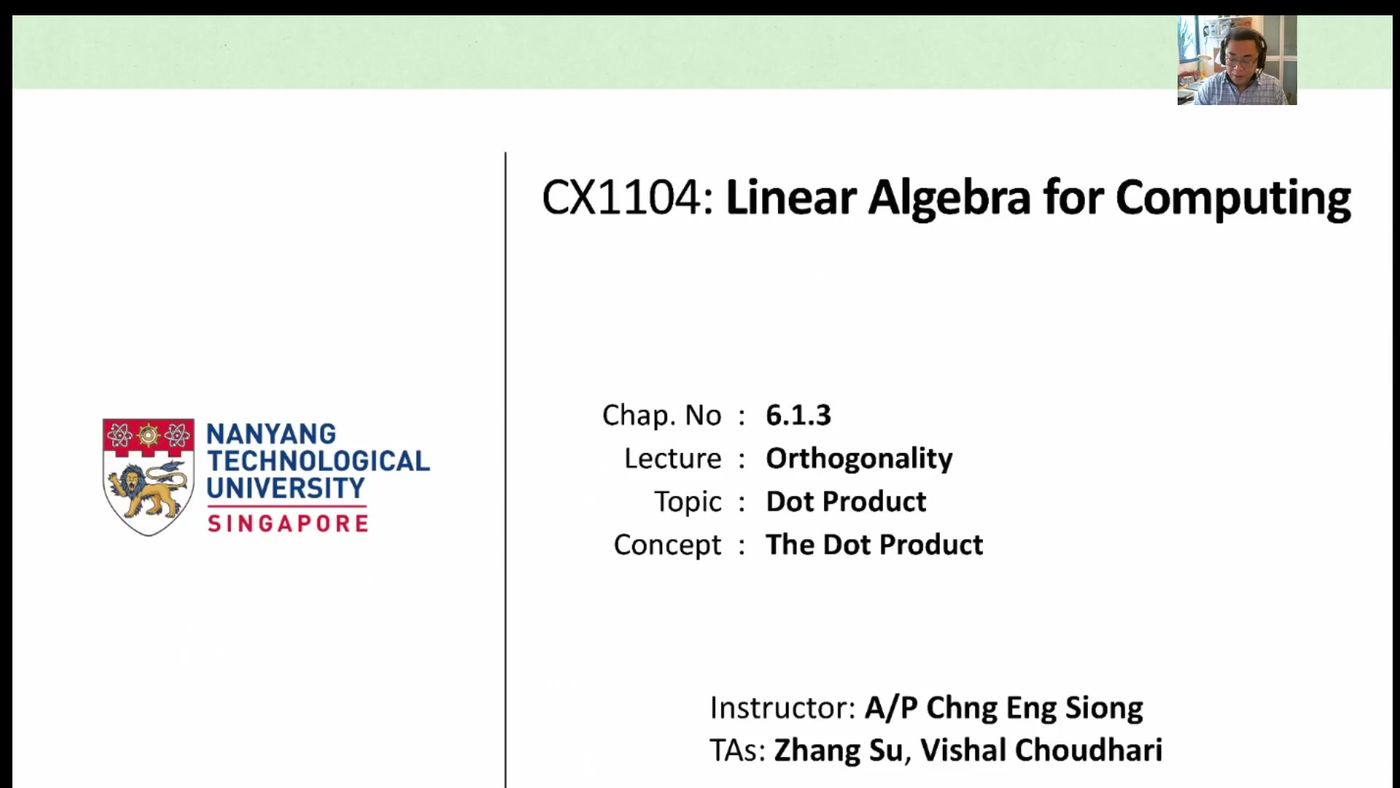 CX1104: Linear Algebra for Computing
NANYANG
TECHNOLOGICAL
UNIVERSITY
SINGAPORE
Chap. No : 6.1.3
Lecture : Orthogonality
Topic : Dot Product
Concept : The Dot Product
Instructor: A/P Chng Eng Siong
TAs: Zhang Su, Vishal Choudhari